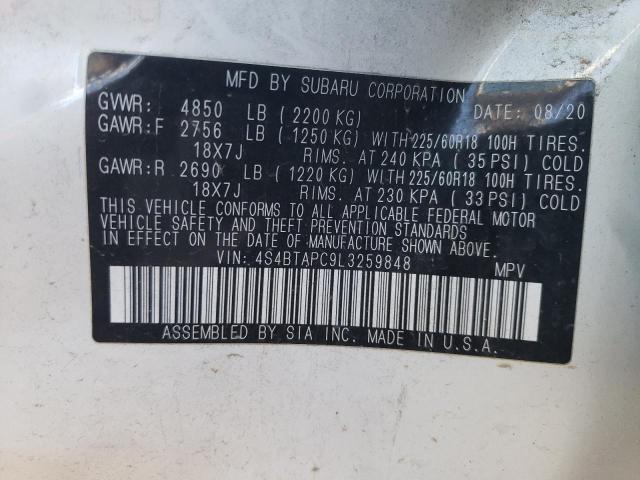 MFD BY SUBARU CORPORATION
GVWR: 4850 LB ( 2200 KG) DATE: 08/20
GAWR:F 2756 LB ( 1250 KG) WITH 225/60R18 100H TIRES.
18X7J RIMS. AT 240 KPA ( 35 PSI) COLD
GAWR:R 2690 LB ( 1220 KG) WITH 225/60R18 100H TIRES.
18X7J RIMS. AT 230 KPA ( 33 PSI) COLD
THIS VEHICLE CONFORMS TO ALL APPLICABLE FEDERAL MOTOR
VEHICLE SAFETY AND THEFT PREVENTION STANDARDS
IN EFFECT ON THE DATE OF MANUFACTURE SHOWN ABOVE.
VIN: 4S4BTAPC9L3259848 MPV
ASSEMBLED BY SIA INC. MADE IN U.S.A.